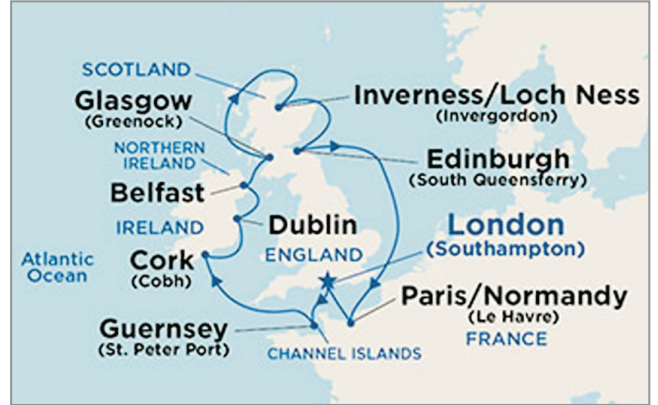 SCOTLAND
Glasgow
(Greenock)
Inverness/Loch Ness
(Invergordon)
NORTHERN
IRELAND
Edinburgh
(South Queensferry)
Belfast
IRELAND
Dublin
London
(Southampton)
ENGLAND
Atlantic
Ocean
Cork
(Cobh)
Paris/Normandy
(Le Havre)
FRANCE
Guernsey
(St. Peter Port)
CHANNEL ISLANDS